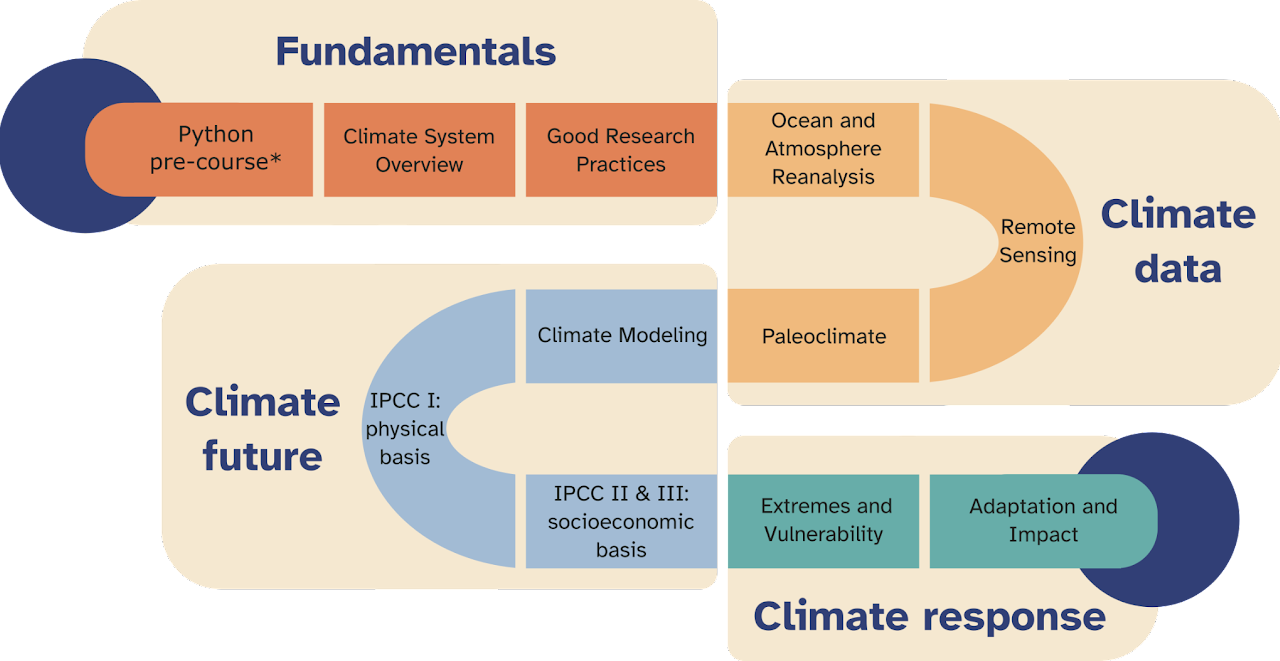 Fundamentals
Python
pre-course*
Climate System
Overview
Good Research
Practices
Ocean and
Atmosphere
Reanalysis
Remote
Sensing
Climate
data
Paleoclimate
Climate Modeling
IPCC I:
physical
basis
Climate
future
IPCC II & III:
socioeconomic
basis
Extremes and
Vulnerability
Adaptation and
Impact
Climate response